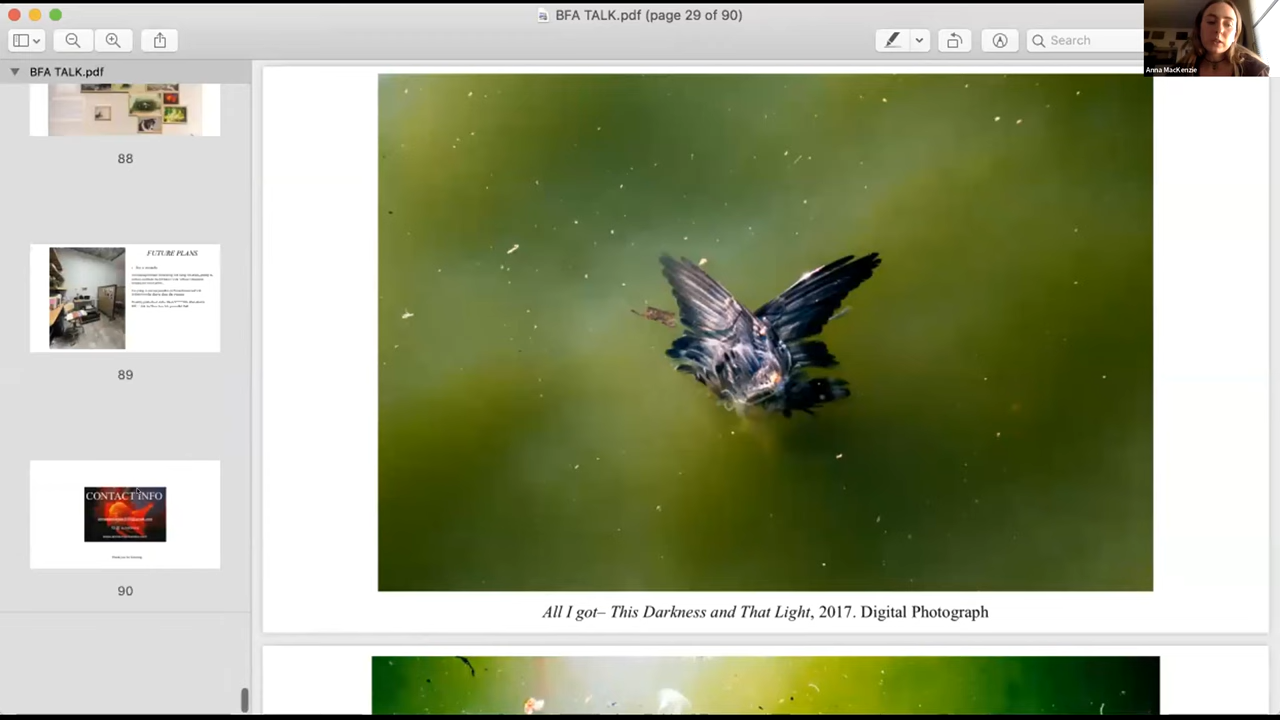 BFA TALK.pdf (page 29 of 90)
Search
Anna MacKenzie
BFA TALK.pdf
88
FUTURE PLANS
89
CONTACT INFO
90
All I got– This Darkness and That Light, 2017. Digital Photograph